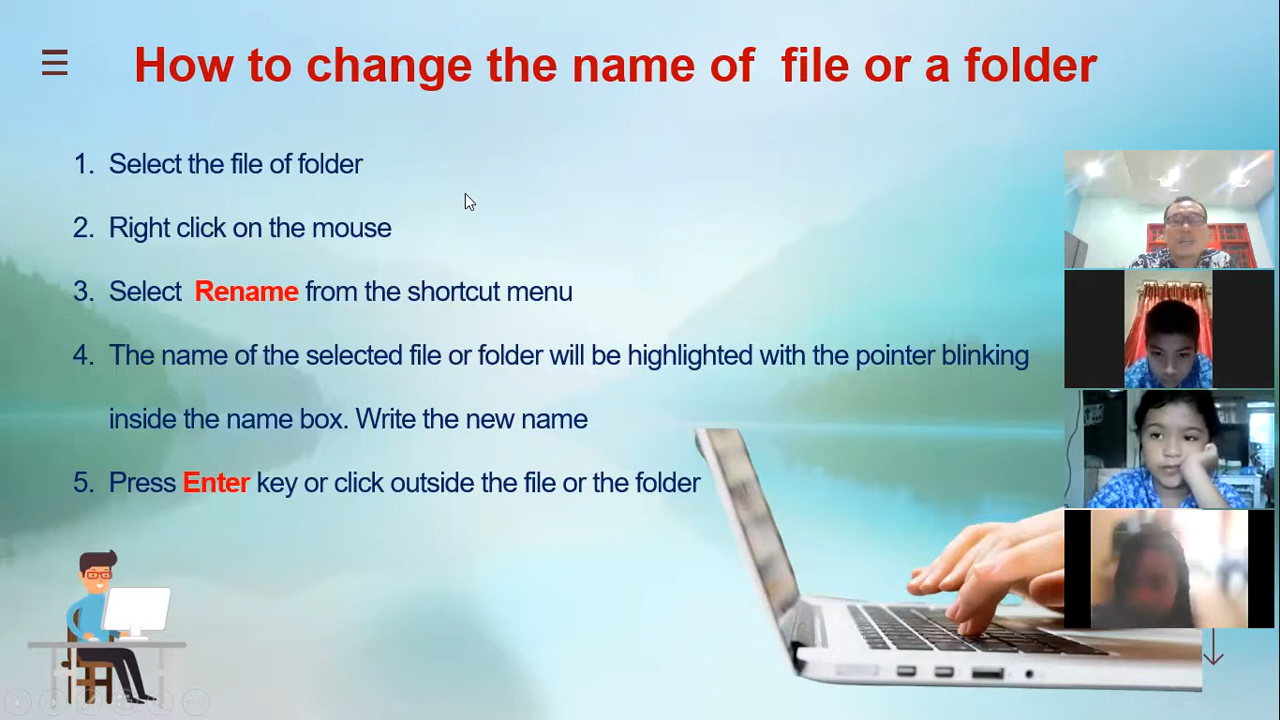 How to change the name of file or a folder
1. Select the file of folder
2. Right click on the mouse
3. Select Rename from the shortcut menu
4. The name of the selected file or folder will be highlighted with the pointer blinking
inside the name box. Write the new name
5. Press Enter key or click outside the file or the folder